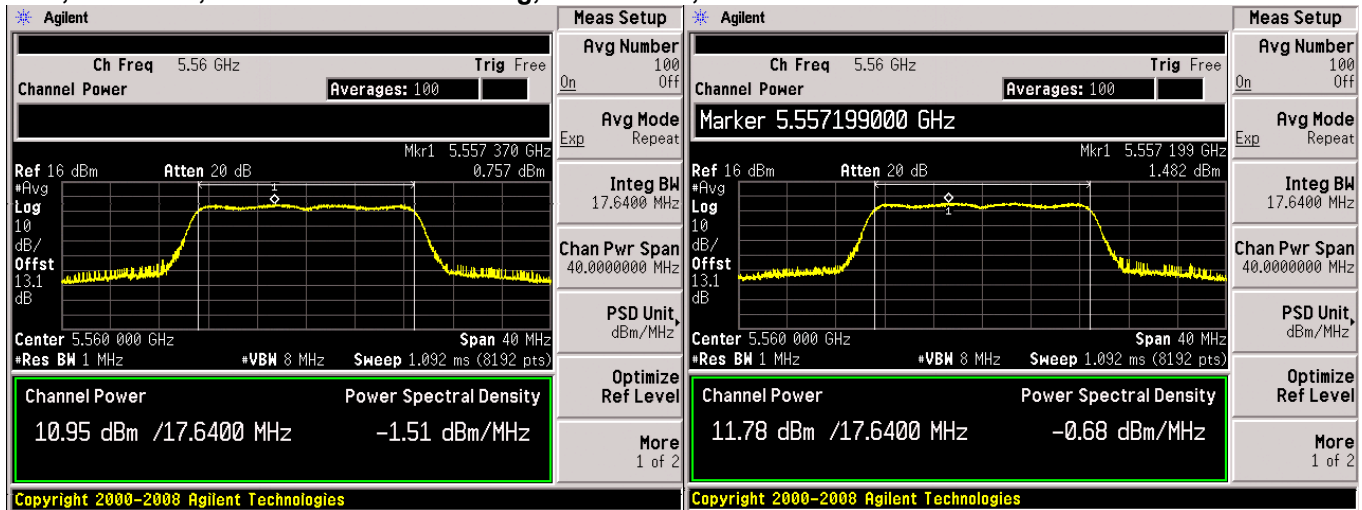 Agilent
Meas Setup
Ch Freq 5.56 GHz
Trig Free
Channel Power
Averages: 100
Mkr1 5.557 370 GHz
Ref 16 dBm
Atten 20 dB
0.757 dBm
#Avg
Log
10
dB/
Offst
13.1
dB
1
Center 5.560 000 GHz
Span 40 MHz
#Res BW 1 MHz
#VBW 8 MHz
Sweep 1.092 ms (8192 pts)
Channel Power
Power Spectral Density
10.95 dBm /17.6400 MHz
-1.51 dBm/MHz
Copyright 2000-2008 Agilent Technologies
Avg Number
100
On Off
Avg Mode
Exp Repeat
Integ BW
17.6400 MHz
Chan Pwr Span
40.0000000 MHz
PSD Unit
dBm/MHz
Optimize
Ref Level
More
1 of 2
Agilent
Meas Setup
Ch Freq 5.56 GHz
Trig Free
Channel Power
Averages: 100
Marker 5.557199000 GHz
Mkr1 5.557 199 GHz
Ref 16 dBm
Atten 20 dB
1.482 dBm
#Avg
Log
10
dB/
Offst
13.1
dB
1
Center 5.560 000 GHz
Span 40 MHz
#Res BW 1 MHz
#VBW 8 MHz
Sweep 1.092 ms (8192 pts)
Channel Power
Power Spectral Density
11.78 dBm /17.6400 MHz
-0.68 dBm/MHz
Copyright 2000-2008 Agilent Technologies
Avg Number
100
On Off
Avg Mode
Exp Repeat
Integ BW
17.6400 MHz
Chan Pwr Span
40.0000000 MHz
PSD Unit
dBm/MHz
Optimize
Ref Level
More
1 of 2